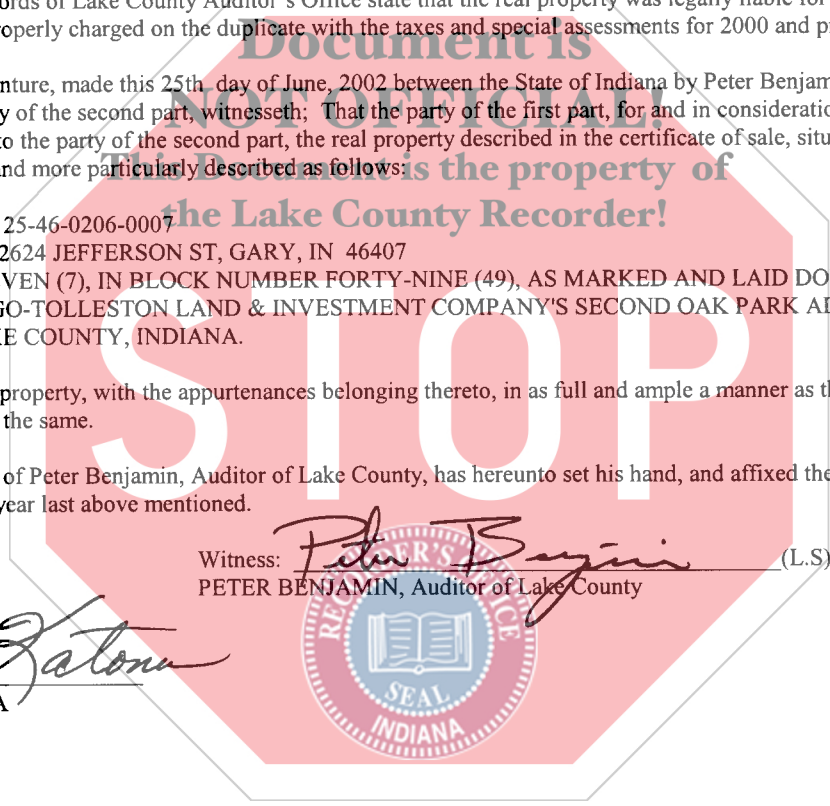 ords of Lake County Auditor's Office state that the real property was legally liable for
roperly charged on the duplicate with the taxes and special assessments for 2000 and p
Document is
nture, made this 25th day of June, 2002 between the State of Indiana by Peter Benjam
y of the second part, witnesseth; That the party of the first part, for and in consideratio
NOT OFFICIAL!
o the party of the second part, the real property described in the certificate of sale, situ
nd more particularly described as follows:
This Document is the property of
the Lake County Recorder!
25-46-0206-0007
2624 JEFFERSON ST, GARY, IN 46407
VEN (7), IN BLOCK NUMBER FORTY-NINE (49), AS MARKED AND LAID DO
GO-TOLLESTON LAND & INVESTMENT COMPANY'S SECOND OAK PARK AD
E COUNTY, INDIANA.
STOP
property, with the appurtenances belonging thereto, in as full and ample a manner as th
the same.
of Peter Benjamin, Auditor of Lake County, has hereunto set his hand, and affixed the
year last above mentioned.
Witness: Peter Benjamin (L.S)
PETER BENJAMIN, Auditor of Lake County
RECORDER'S OFFICE
SEAL
INDIANA
Katona
A